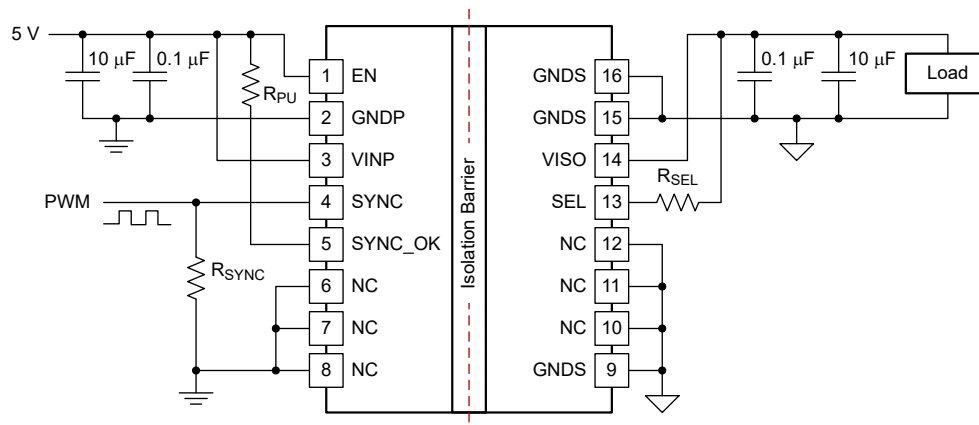 5 V
10 μF
0.1 μF
R_PU
1 EN
2 GNDP
3 VINP
PWM
4 SYNC
5 SYNC_OK
R_SYNC
6 NC
7 NC
8 NC
Isolation Barrier
GNDS 16
GNDS 15
VISO 14
SEL 13
R_SEL
NC 12
NC 11
NC 10
GNDS 9
0.1 μF
10 μF
Load